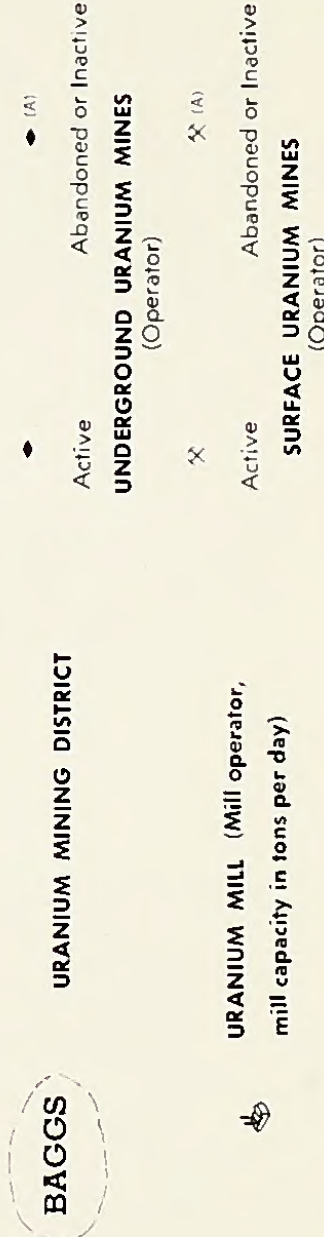 BAGGS
URANIUM MINING DISTRICT
URANIUM MILL (Mill operator,
mill capacity in tons per day)
(A)
Active
Abandoned or Inactive
UNDERGROUND URANIUM MINES
(Operator)
(A)
Active
Abandoned or Inactive
SURFACE URANIUM MINES
(Operator)